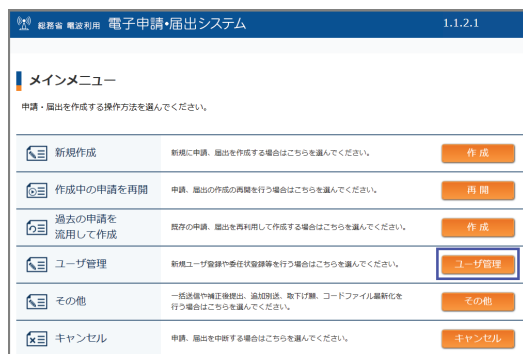 総務省 電波利用 電子申請・届出システム 1.1.2.1
メインメニュー
申請・届出を作成する操作方法を選んでください。
新規作成 新規に申請、届出を作成する場合はこちらを選んでください。 作 成
作成中の申請を再開 申請、届出の作成の再開を行う場合はこちらを選んでください。 再 開
過去の申請を
流用して作成 既存の申請、届出を再利用して作成する場合はこちらを選んでください。 作 成
ユーザ管理 新規ユーザ登録や委任状登録等を行う場合はこちらを選んでください。 ユーザ管理
その他 一括送信や補正後提出、追加別送、取下げ願、コードファイル最新化を
行う場合はこちらを選んでください。 その他
キャンセル 申請、届出を中断する場合はこちらを選んでください。 キャンセル